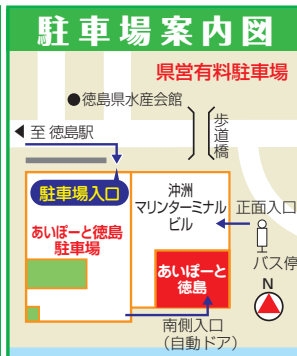 駐車場案内図
県営有料駐車場
●徳島県水産会館
◀ 至 徳島駅
歩道橋
駐車場入口
沖洲
マリンターミナル
ビル
正面入口
あいぽーと徳島
駐車場
バス停
あいぽーと
徳島
N
南側入口
(自動ドア)